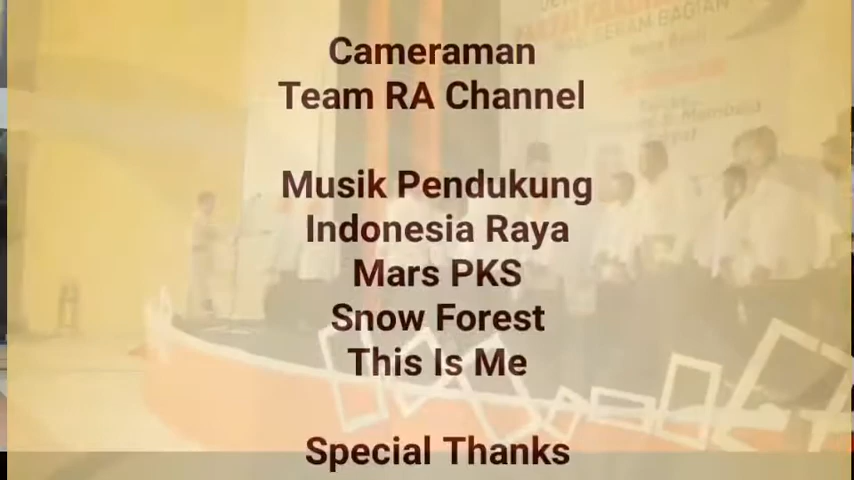 Cameraman
Team RA Channel
Musik Pendukung
Indonesia Raya
Mars PKS
Snow Forest
This Is Me
Special Thanks